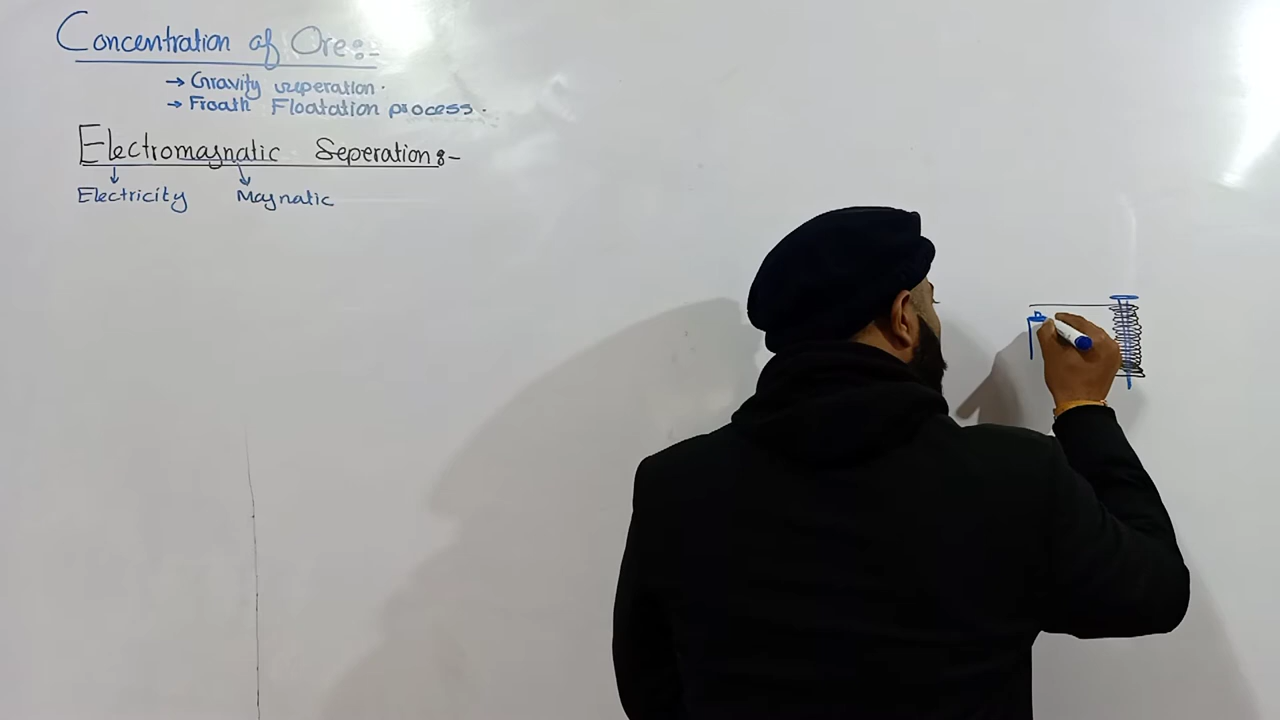 Concentration of Ore:-
→ Gravity seperation.
→ Froath Floatation process.
Electromagnatic Seperation:-
Electricity Magnatic